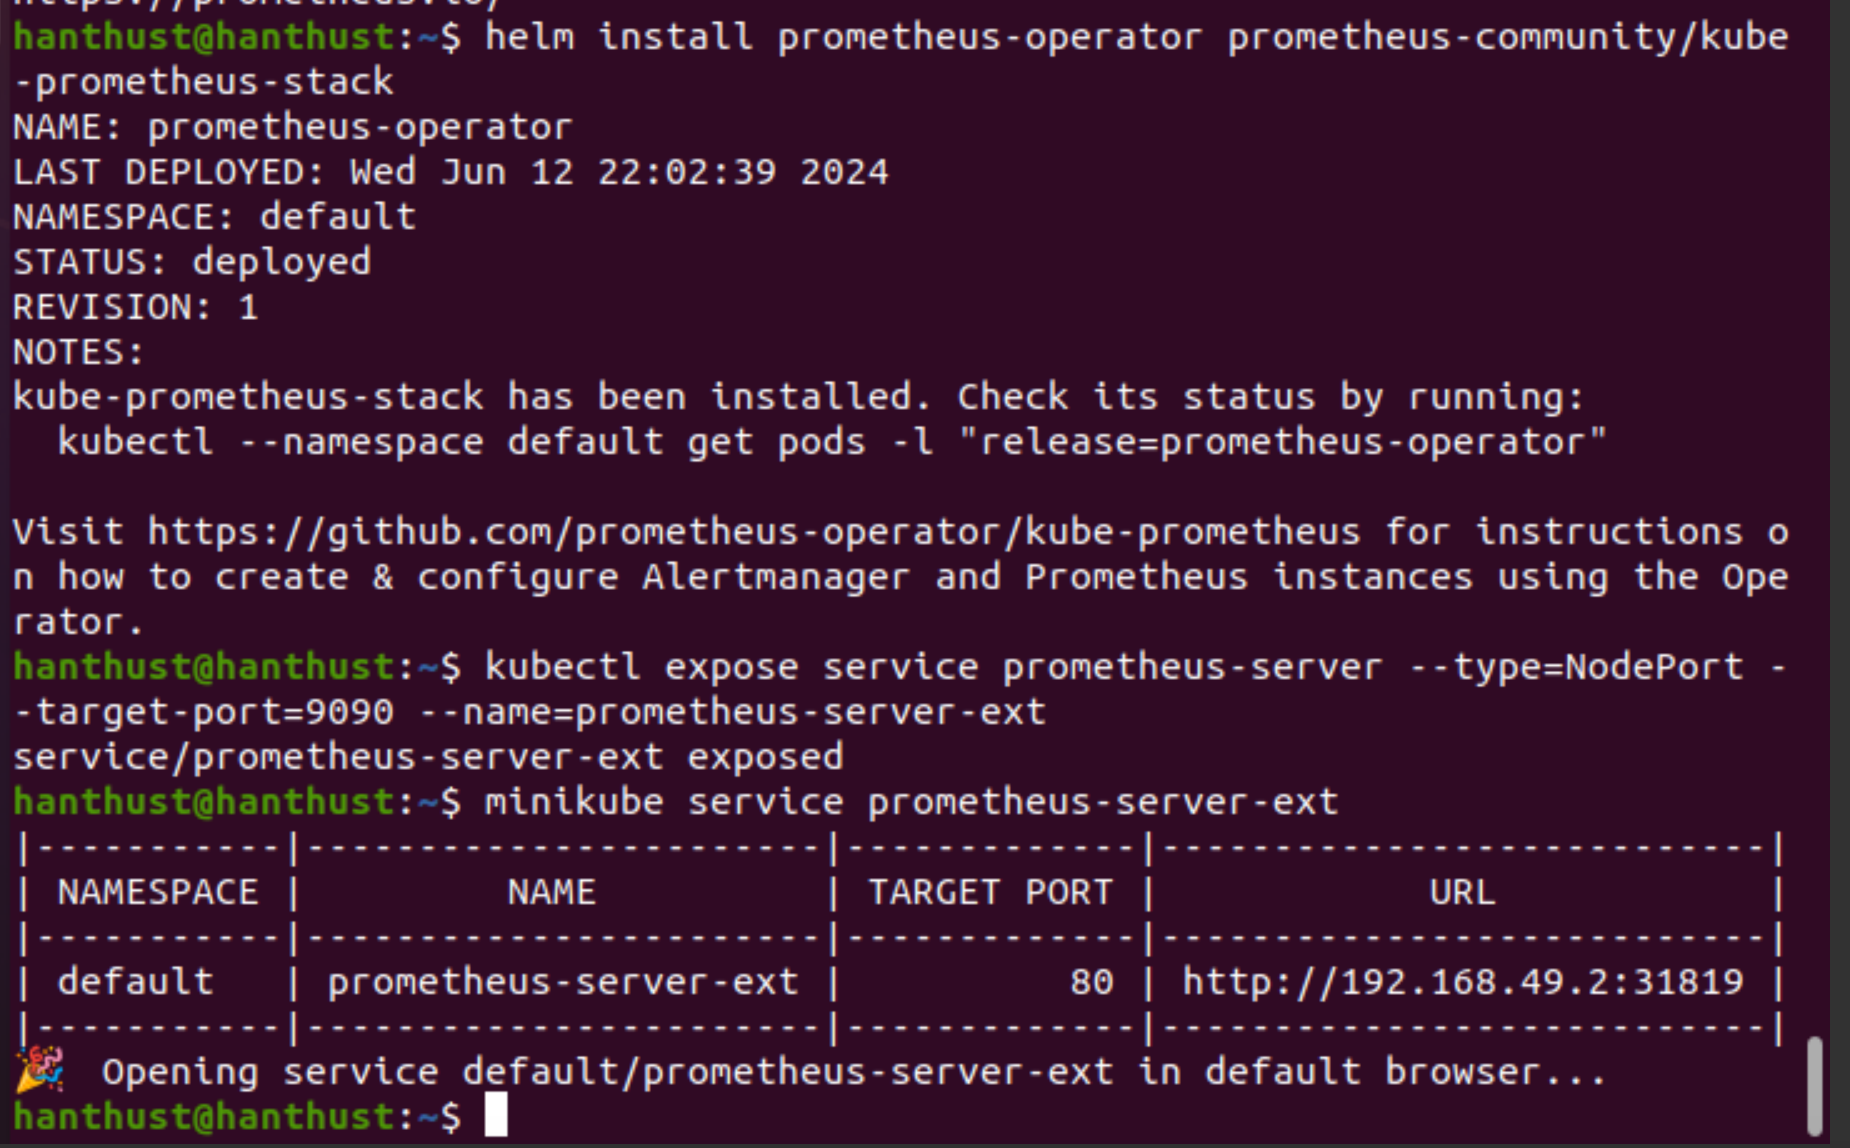 https://prometheus.io/
hanthust@hanthust:~$ helm install prometheus-operator prometheus-community/kube
-prometheus-stack
NAME: prometheus-operator
LAST DEPLOYED: Wed Jun 12 22:02:39 2024
NAMESPACE: default
STATUS: deployed
REVISION: 1
NOTES:
kube-prometheus-stack has been installed. Check its status by running:
  kubectl --namespace default get pods -l "release=prometheus-operator"

Visit https://github.com/prometheus-operator/kube-prometheus for instructions o
n how to create & configure Alertmanager and Prometheus instances using the Ope
rator.
hanthust@hanthust:~$ kubectl expose service prometheus-server --type=NodePort -
-target-port=9090 --name=prometheus-server-ext
service/prometheus-server-ext exposed
hanthust@hanthust:~$ minikube service prometheus-server-ext
|-----------|-----------------------|-------------|---------------------------|
| NAMESPACE |         NAME          | TARGET PORT |            URL            |
|-----------|-----------------------|-------------|---------------------------|
| default   | prometheus-server-ext |          80 | http://192.168.49.2:31819 |
|-----------|-----------------------|-------------|---------------------------|
🎉  Opening service default/prometheus-server-ext in default browser...
hanthust@hanthust:~$